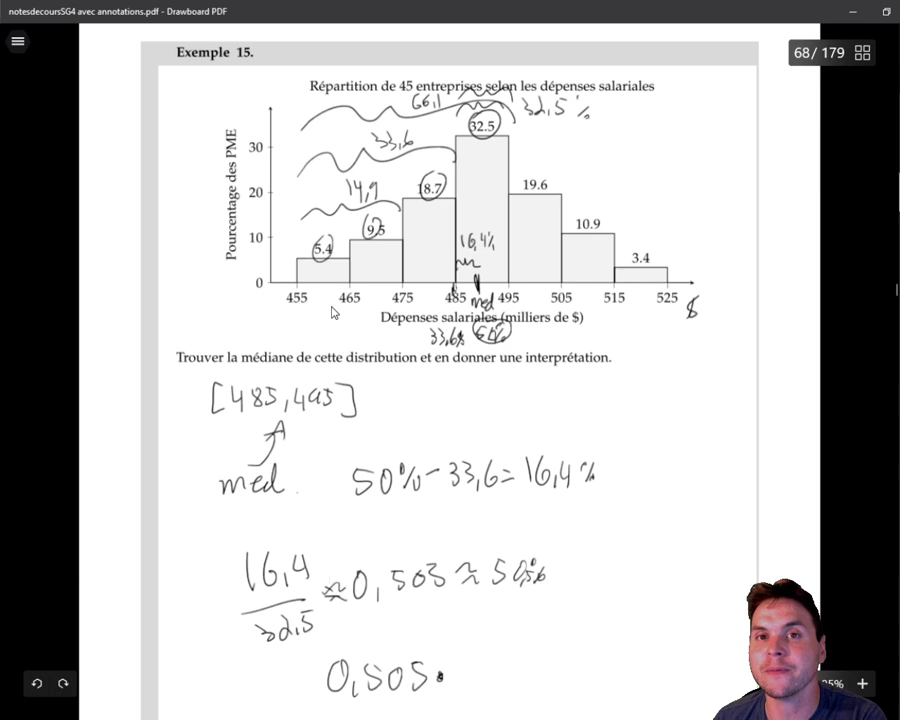 notesdecoursSG4 avec annotations.pdf - Drawboard PDF
68 / 179
Exemple 15.
Répartition de 45 entreprises selon les dépenses salariales
66,1
32,5 %
32.5
33,6
30
Pourcentage des PME
14,9
18.7
19.6
20
9.5
10.9
10
5.4
16,4%
3.4
0
455 465 475 485 495 505 515 525
med
$
Dépenses salariales (milliers de $)
33,6% 50%
Trouver la médiane de cette distribution et en donner une interprétation.
[485, 495]
med. 50% - 33,6 = 16,4 %
16,4
32,5
≈ 0,505 ≈ 50,5%
0,505 •